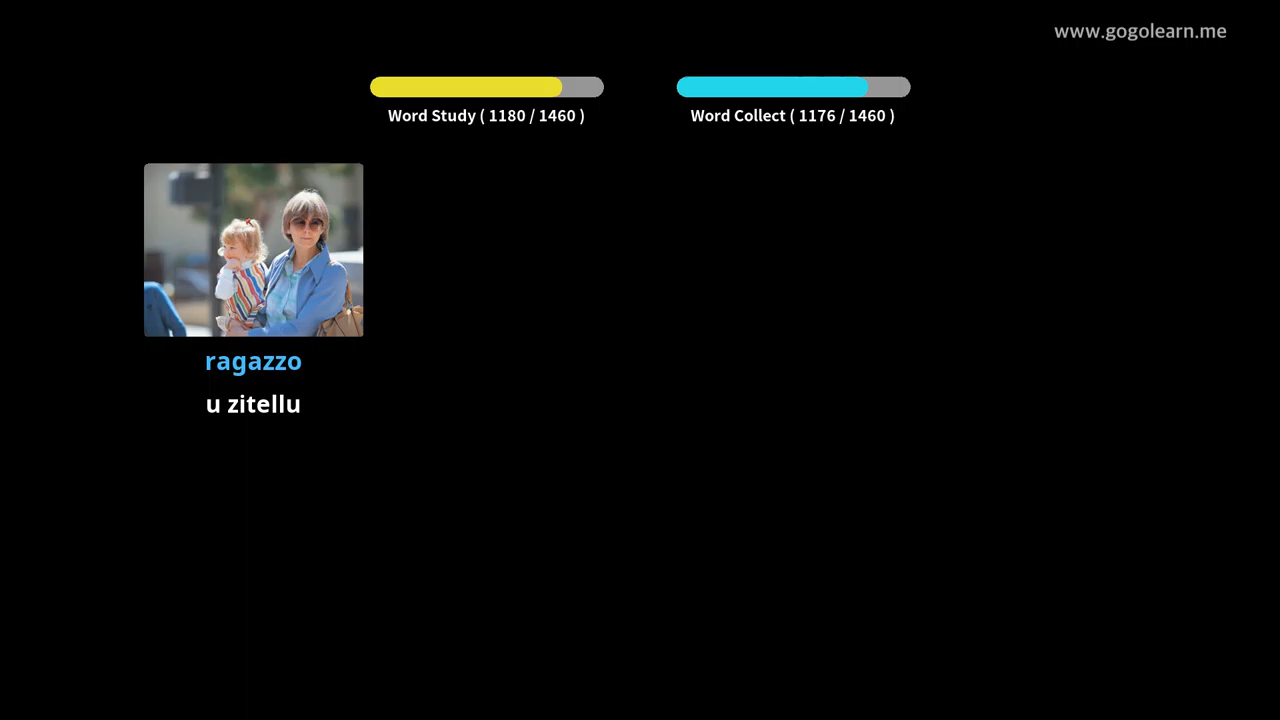 www.gogolearn.me
Word Study ( 1180 / 1460 )
Word Collect ( 1176 / 1460 )
ragazzo
u zitellu